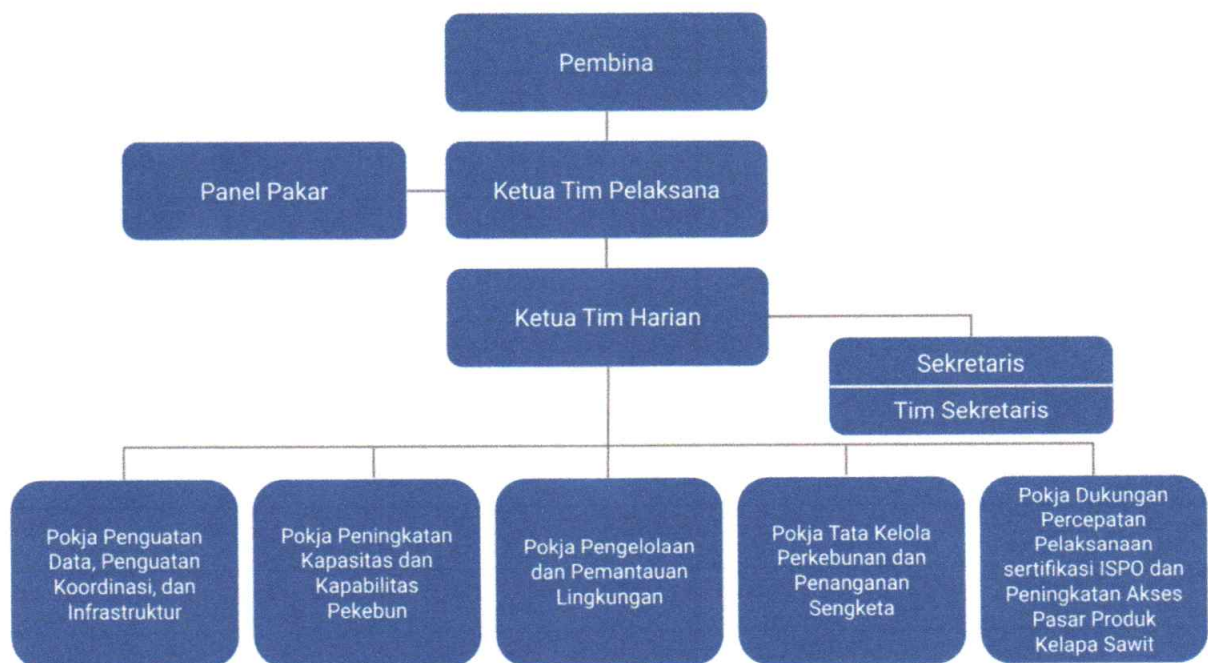 Pembina
Panel Pakar
Ketua Tim Pelaksana
Ketua Tim Harian
Sekretaris
Tim Sekretaris
Pokja Penguatan
Data, Penguatan
Koordinasi, dan
Infrastruktur
Pokja Peningkatan
Kapasitas dan
Kapabilitas
Pekebun
Pokja Pengelolaan
dan Pemantauan
Lingkungan
Pokja Tata Kelola
Perkebunan dan
Penanganan
Sengketa
Pokja Dukungan
Percepatan
Pelaksanaan
sertifikasi ISPO dan
Peningkatan Akses
Pasar Produk
Kelapa Sawit